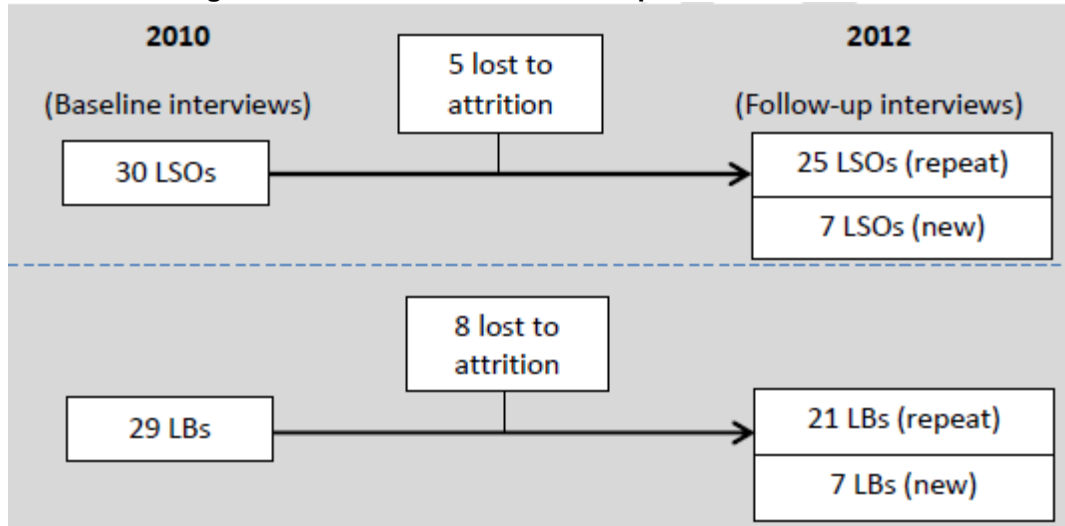 2010
2012
5 lost to
attrition
(Baseline interviews)
(Follow-up interviews)
30 LSOs
25 LSOs (repeat)
7 LSOs (new)
8 lost to
attrition
29 LBs
21 LBs (repeat)
7 LBs (new)